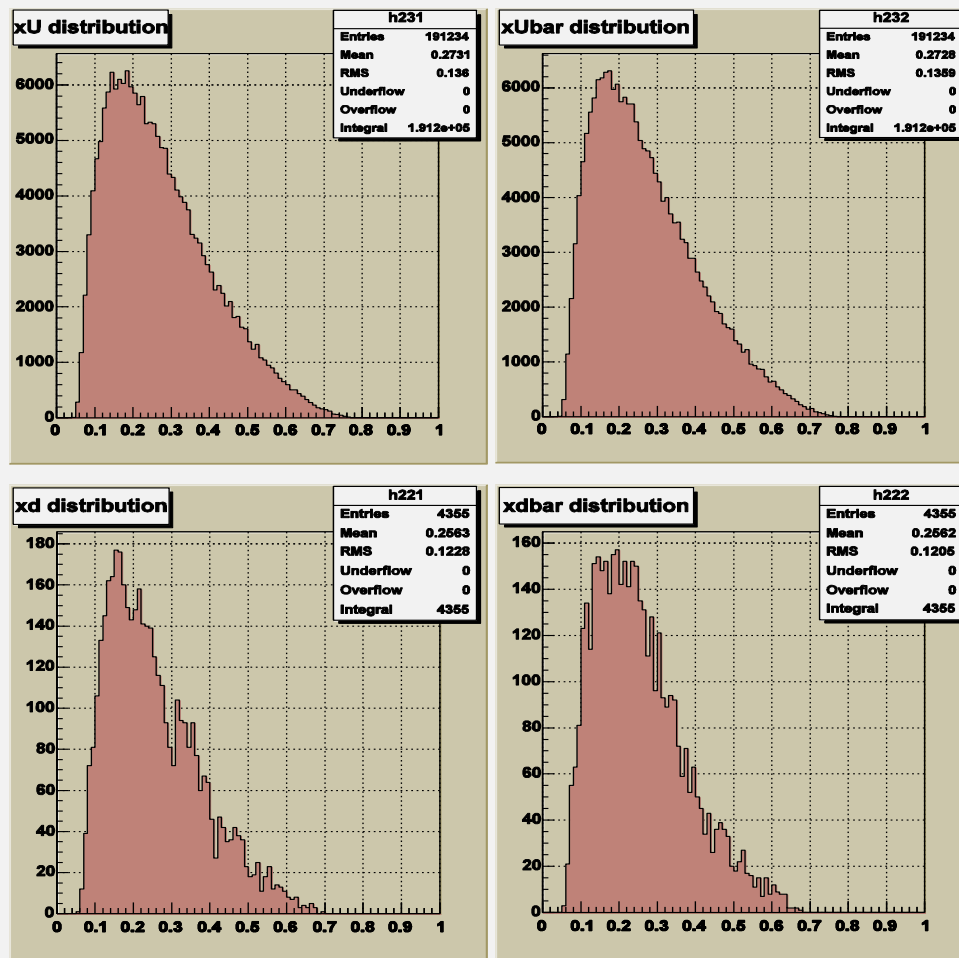 xU distribution
h231
Entries 191234
Mean 0.2731
RMS 0.136
Underflow 0
Overflow 0
Integral 1.912e+05
6000
5000
4000
3000
2000
1000
0
0 0.1 0.2 0.3 0.4 0.5 0.6 0.7 0.8 0.9 1
xUbar distribution
h232
Entries 191234
Mean 0.2728
RMS 0.1359
Underflow 0
Overflow 0
Integral 1.912e+05
6000
5000
4000
3000
2000
1000
0
0 0.1 0.2 0.3 0.4 0.5 0.6 0.7 0.8 0.9 1
xd distribution
h221
Entries 4355
Mean 0.2563
RMS 0.1228
Underflow 0
Overflow 0
Integral 4355
180
160
140
120
100
80
60
40
20
0
0 0.1 0.2 0.3 0.4 0.5 0.6 0.7 0.8 0.9 1
xdbar distribution
h222
Entries 4355
Mean 0.2562
RMS 0.1205
Underflow 0
Overflow 0
Integral 4355
160
140
120
100
80
60
40
20
0
0 0.1 0.2 0.3 0.4 0.5 0.6 0.7 0.8 0.9 1